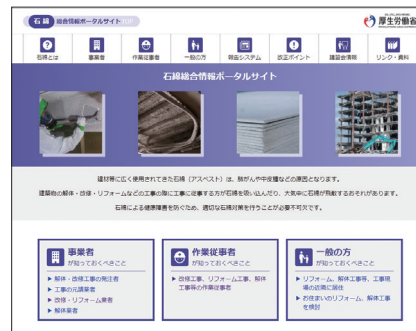 石綿 総合情報ポータルサイト
厚生労働省
石綿とは 事業者 作業従事者 一般の方 報告システム 改正ポイント 講習会情報 リンク・資料
石綿総合情報ポータルサイト
建材等に広く使用されてきた石綿（アスベスト）は、肺がんや中皮腫などの原因となります。
建築物の解体・改修・リフォームなどの工事の際に工事に従事する方が石綿を吸い込んだり、大気中に石綿が飛散するおそれがあります。
石綿による健康障害を防ぐため、適切な石綿対策を行うことが必要不可欠です。
事業者
が知っておくべきこと
▶ 解体・改修工事の発注者
▶ 工事の元請業者
▶ 改修・リフォーム業者
▶ 解体業者
作業従事者
が知っておくべきこと
▶ 改修工事、リフォーム工事、解体
工事等の作業従事者
一般の方
が知っておくべきこと
▶ リフォーム、解体工事等、工事現
場の近隣に居住
▶ お住まいのリフォーム、解体工事
を検討